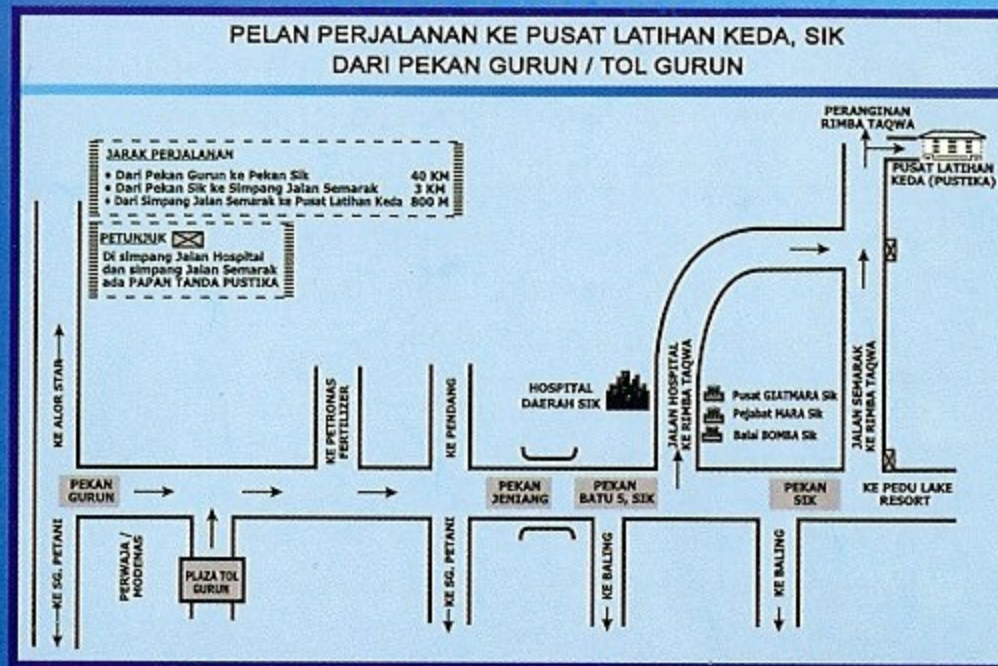 PELAN PERJALANAN KE PUSAT LATIHAN KEDA, SIK
DARI PEKAN GURUN / TOL GURUN
PERANGINAN
RIMBA TAQWA
PUSAT LATIHAN
KEDA (PUSTIKA)
JARAK PERJALANAN
• Dari Pekan Gurun ke Pekan Sik 40 KM
• Dari Pekan Sik ke Simpang Jalan Semarak 3 KM
• Dari Simpang Jalan Semarak ke Pusat Latihan Keda 800 M
PETUNJUK
Di simpang Jalan Hospital
dan simpang Jalan Semarak
ada PAPAN TANDA PUSTIKA
KE ALOR STAR
KE PETRONAS
FERTILIZER
KE PENDANG
HOSPITAL
DAERAH SIK
JALAN HOSPITAL
KE RIMBA TAQWA
Pusat GIATMARA Sik
Pejabat MARA Sik
Balai BOMBA Sik
JALAN SEMARAK
KE RIMBA TAQWA
PEKAN
GURUN
PEKAN
JENIANG
PEKAN
BATU 5, SIK
PEKAN
SIK
KE PEDU LAKE
RESORT
KE SG. PETANI
PERWAJA /
MODENAS
PLAZA TOL
GURUN
KE SG. PETANI
KE BALING
KE BALING